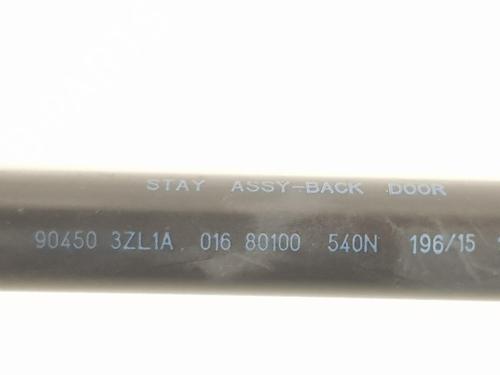 STAY ASSY-BACK DOOR
90450 3ZL1A 016 80100 540N 196/15